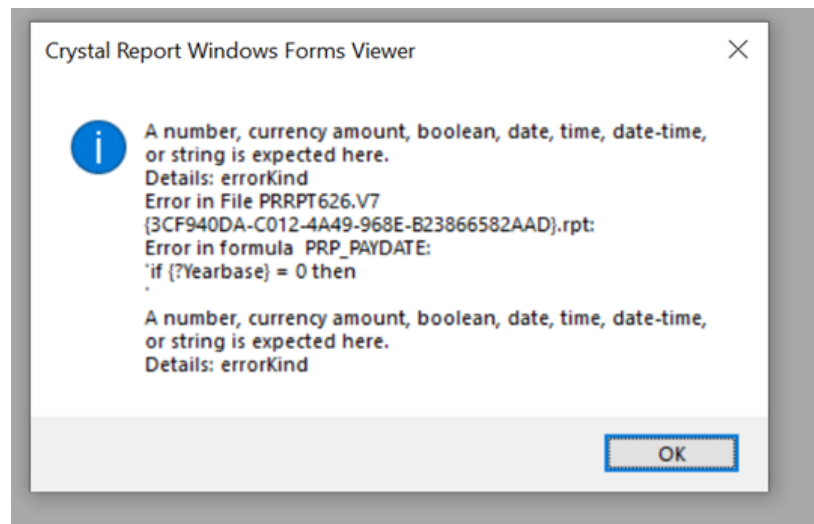 Crystal Report Windows Forms Viewer
A number, currency amount, boolean, date, time, date-time,
or string is expected here.
Details: errorKind
Error in File PRRPT626.V7
{3CF940DA-C012-4A49-968E-B23866582AAD}.rpt:
Error in formula  PRP_PAYDATE:
'if {?Yearbase} = 0 then
'
A number, currency amount, boolean, date, time, date-time,
or string is expected here.
Details: errorKind
OK